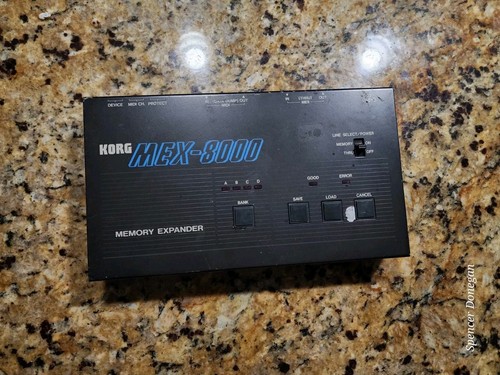 DEVICE MIDI CH. PROTECT
IN OUT
MIDI
LINE SELECT/POWER
MEMORY ON
THRU OFF
KORG MEX-8000
A B C D
GOOD ERROR
BANK SAVE LOAD CANCEL
MEMORY EXPANDER
Spencer Donegan